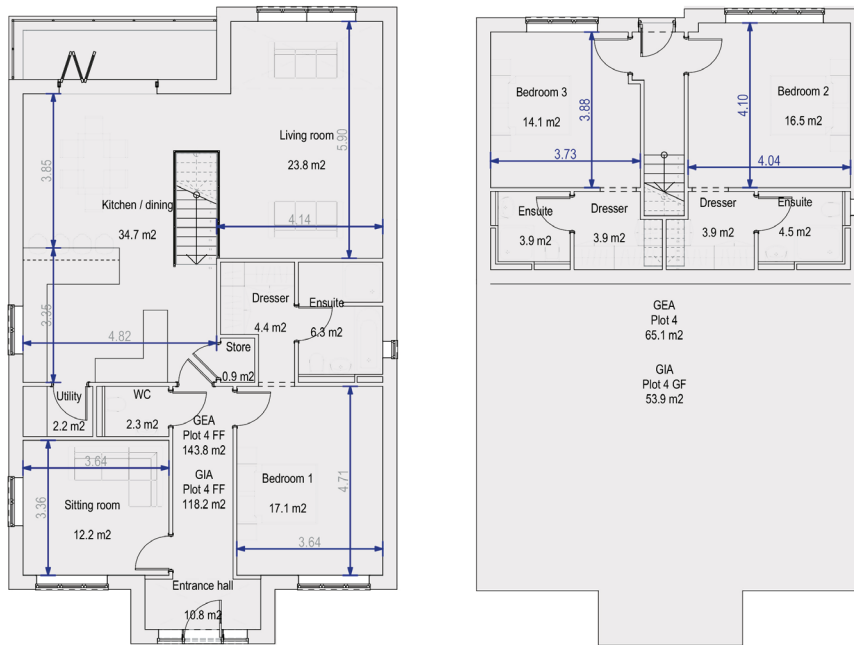 Living room
23.8 m2
5.90
4.14
3.85
Kitchen / dining
34.7 m2
3.35
4.82
Dresser
4.4 m2
Ensuite
6.3 m2
Store
0.9 m2
Utility
2.2 m2
WC
2.3 m2
GEA
Plot 4 FF
143.8 m2
GIA
Plot 4 FF
118.2 m2
3.64
3.36
Sitting room
12.2 m2
Bedroom 1
17.1 m2
4.71
3.64
Entrance hall
10.8 m2
Bedroom 3
14.1 m2
3.88
3.73
Bedroom 2
16.5 m2
4.10
4.04
Ensuite
3.9 m2
Dresser
3.9 m2
Dresser
3.9 m2
Ensuite
4.5 m2
GEA
Plot 4
65.1 m2
GIA
Plot 4 GF
53.9 m2